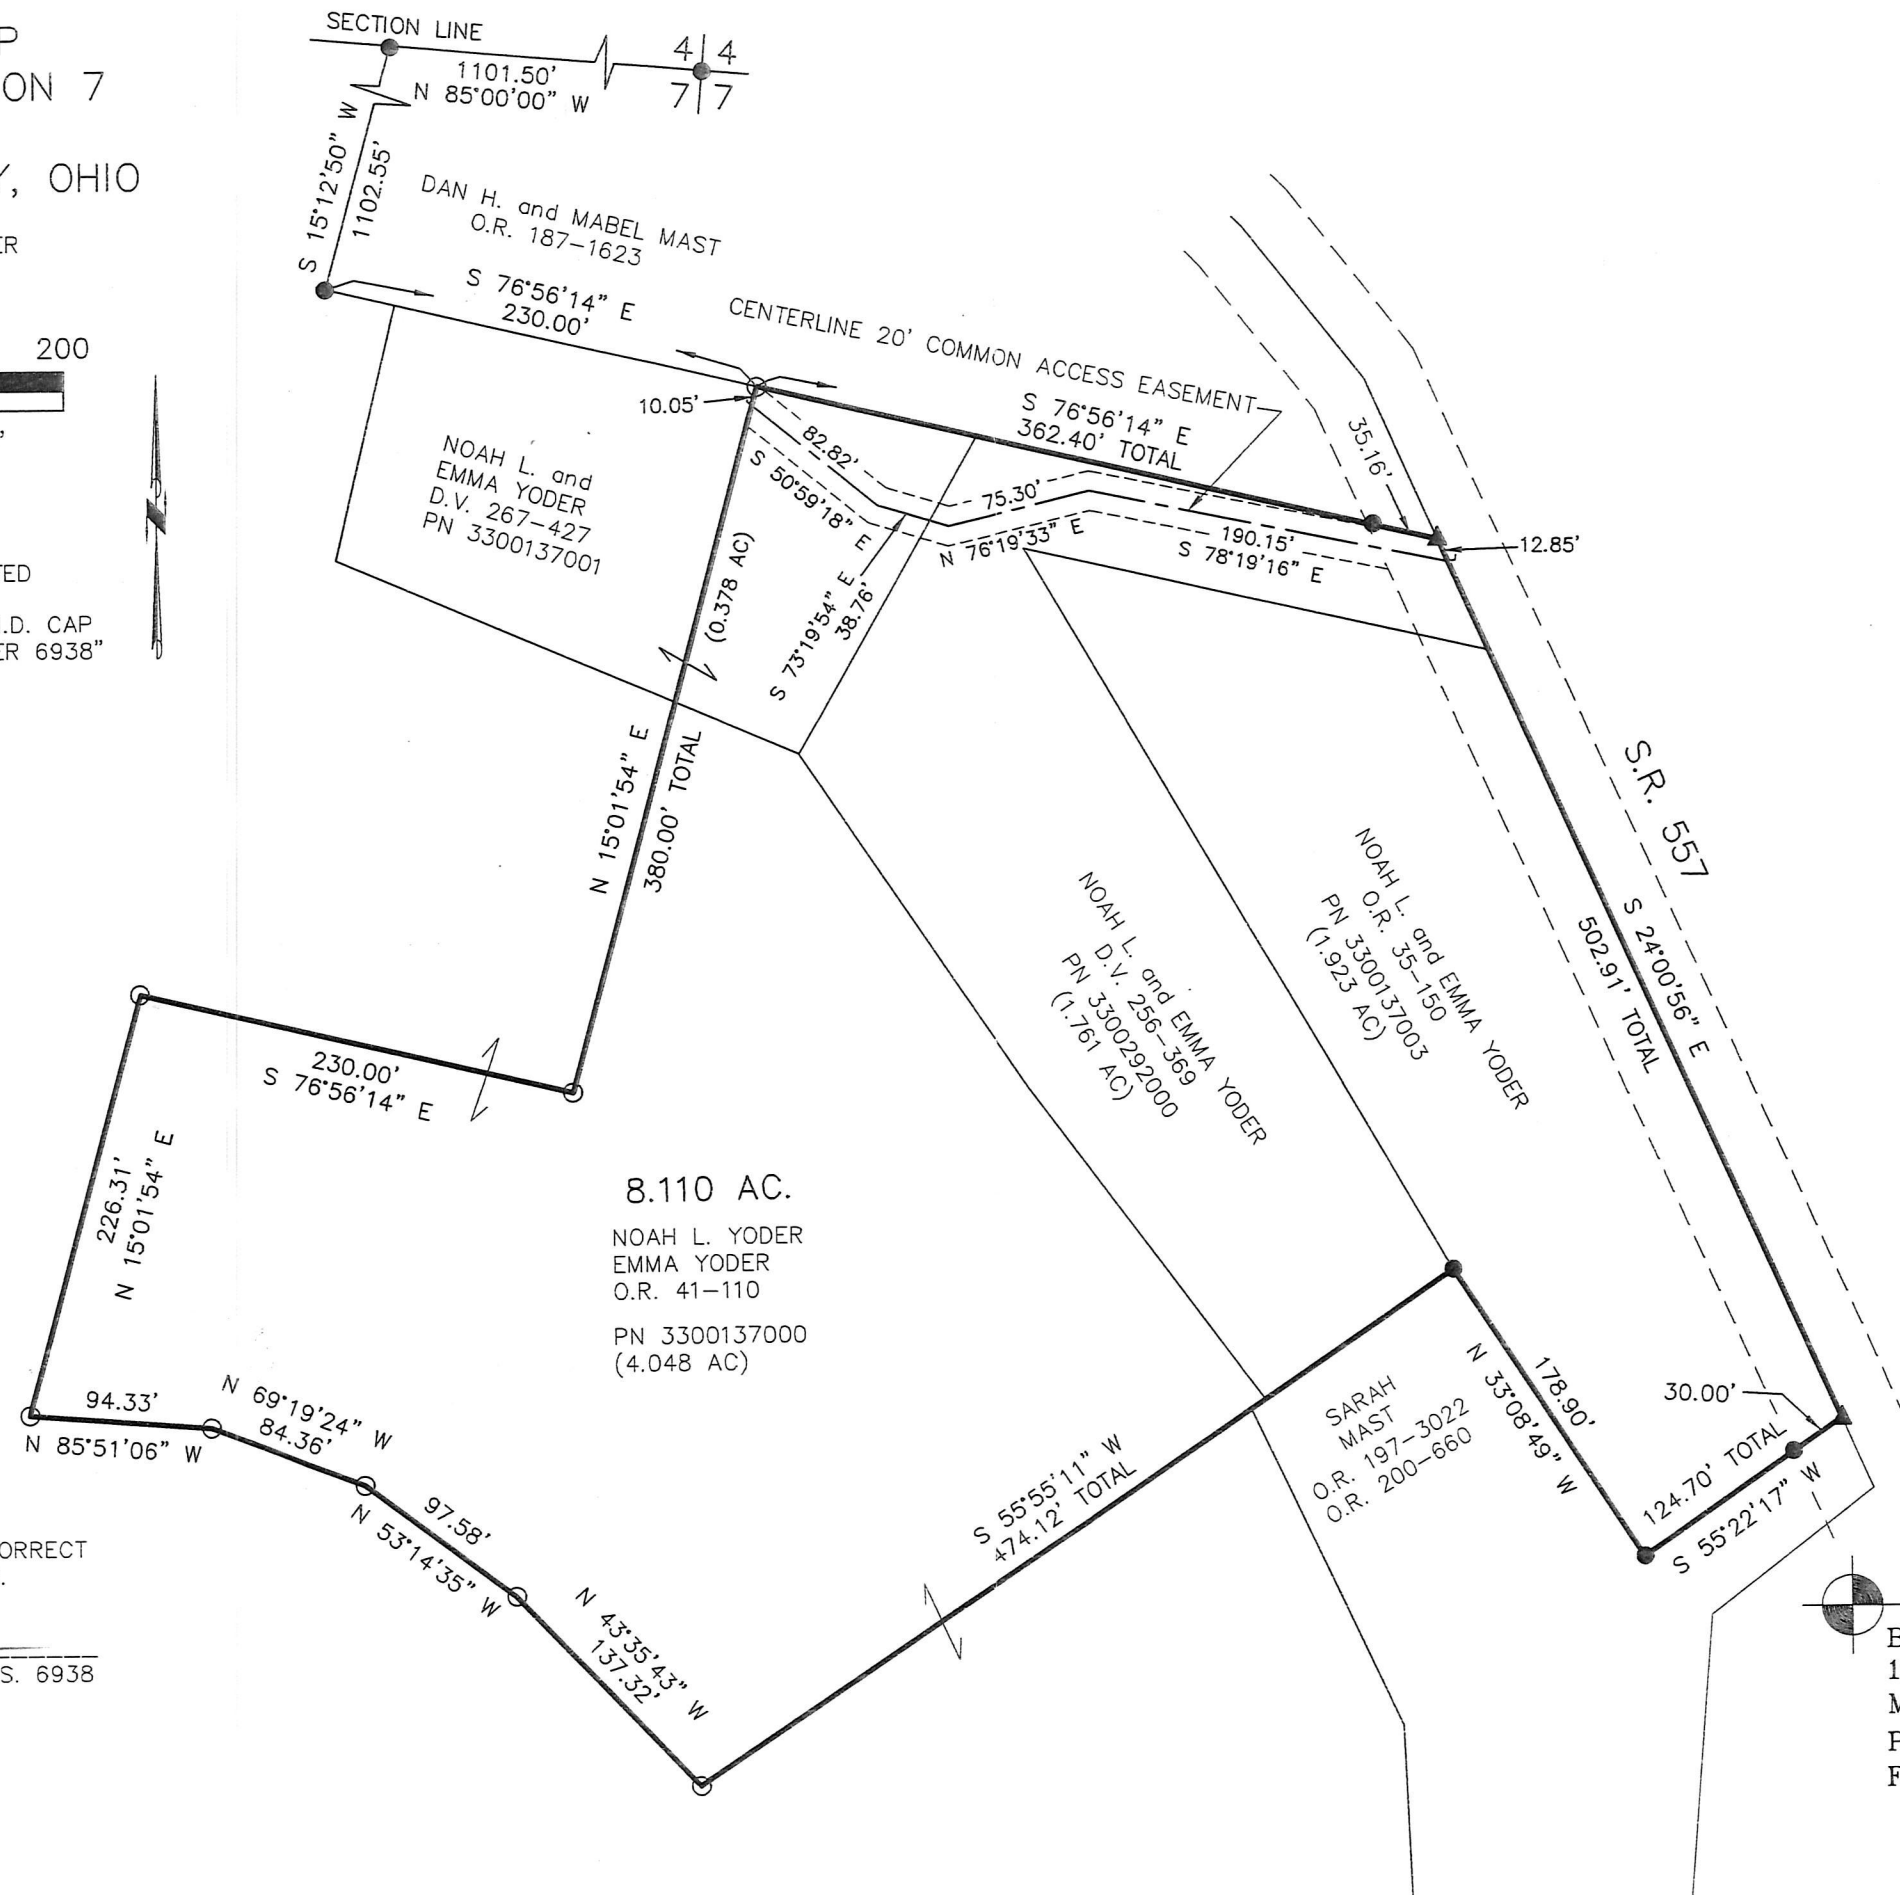 P
ON 7
Y, OHIO
ER
200
'
TED
I.D. CAP
ER 6938"
ORRECT
.
S. 6938
SECTION LINE
1101.50'
N 85°00'00" W
4 4
7 7
S 15°12'50" W
1102.55'
DAN H. and MABEL MAST
O.R. 187-1623
S 76°56'14" E
230.00'
CENTERLINE 20' COMMON ACCESS EASEMENT
S 76°56'14" E
362.40' TOTAL
35.16'
12.85'
10.05'
82.82'
S 50°59'18" E
75.30'
N 76°19'33" E
190.15'
S 78°19'16" E
S 73°19'54" E
38.76'
NOAH L. and
EMMA YODER
D.V. 267-427
PN 3300137001
(0.378 AC)
N 15°01'54" E
380.00' TOTAL
S.R. 557
S 24°00'56" E
502.91' TOTAL
NOAH L. and EMMA YODER
O.R. 35-150
PN 3300137003
(1.923 AC)
NOAH L. and EMMA YODER
D.V. 256-369
PN 3300292000
(1.761 AC)
230.00'
S 76°56'14" E
226.31'
N 15°01'54" E
8.110 AC.
NOAH L. YODER
EMMA YODER
O.R. 41-110
PN 3300137000
(4.048 AC)
94.33'
N 85°51'06" W
N 69°19'24" W
84.36'
97.58'
N 53°14'35" W
N 43°35'43" W
137.32'
S 55°55'11" W
474.12' TOTAL
SARAH
MAST
O.R. 197-3022
O.R. 200-660
178.90'
N 33°08'49" W
30.00'
124.70' TOTAL
S 55°22'17" W
B
1
M
P
F